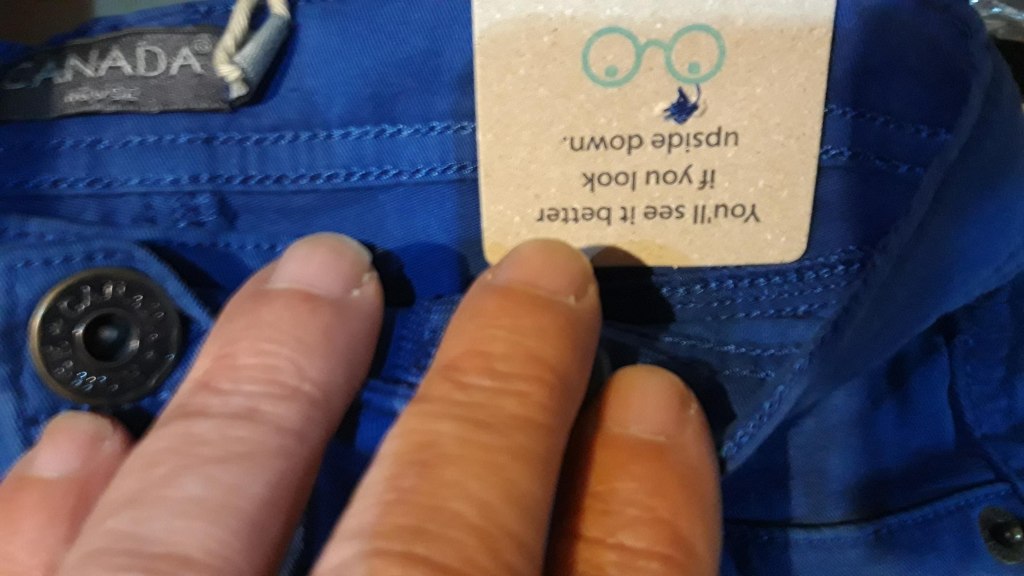 CANADA®
You'll see it better
if you look
upside down.